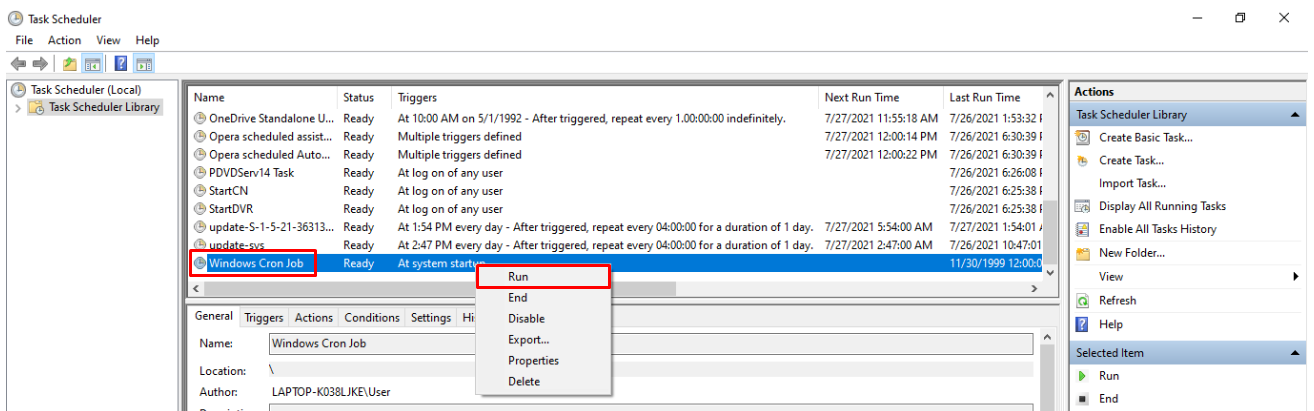 Task Scheduler
File Action View Help
Task Scheduler (Local)
Task Scheduler Library
Name Status Triggers Next Run Time Last Run Time
OneDrive Standalone U... Ready At 10:00 AM on 5/1/1992 - After triggered, repeat every 1.00:00:00 indefinitely. 7/27/2021 11:55:18 AM 7/26/2021 1:53:32
Opera scheduled assist... Ready Multiple triggers defined 7/27/2021 12:00:14 PM 7/26/2021 6:30:39
Opera scheduled Auto... Ready Multiple triggers defined 7/27/2021 12:00:22 PM 7/26/2021 6:30:39
PDVDServ14 Task Ready At log on of any user 7/26/2021 6:26:08
StartCN Ready At log on of any user 7/26/2021 6:25:38
StartDVR Ready At log on of any user 7/26/2021 6:25:38
update-S-1-5-21-36313... Ready At 1:54 PM every day - After triggered, repeat every 04:00:00 for a duration of 1 day. 7/27/2021 5:54:00 AM 7/27/2021 1:54:01
update-sys Ready At 2:47 PM every day - After triggered, repeat every 04:00:00 for a duration of 1 day. 7/27/2021 2:47:00 AM 7/26/2021 10:47:01
Windows Cron Job Ready At system startup 11/30/1999 12:00:0
Run
End
Disable
Export...
Properties
Delete
General Triggers Actions Conditions Settings Hi
Name: Windows Cron Job
Location: \
Author: LAPTOP-K038LJKE\User
Actions
Task Scheduler Library
Create Basic Task...
Create Task...
Import Task...
Display All Running Tasks
Enable All Tasks History
New Folder...
View
Refresh
Help
Selected Item
Run
End